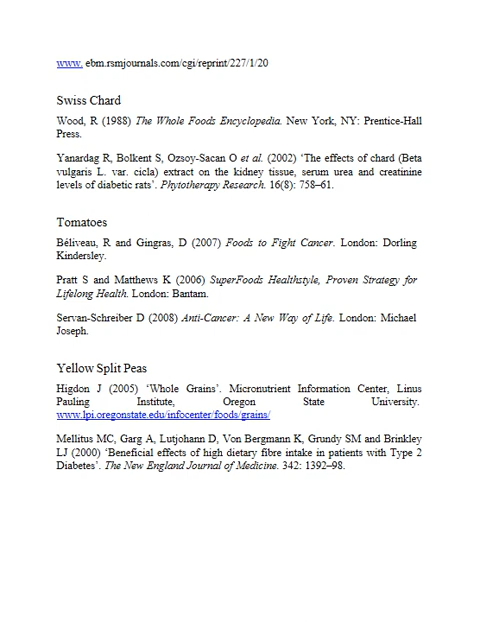 www. ebm.rsmjournals.com/cgi/reprint/227/1/20
Swiss Chard
Wood, R (1988) The Whole Foods Encyclopedia. New York, NY: Prentice-Hall
Press.
Yanardag R, Bolkent S, Ozsoy-Sacan O et al. (2002) ‘The effects of chard (Beta
vulgaris L. var. cicla) extract on the kidney tissue, serum urea and creatinine
levels of diabetic rats’. Phytotherapy Research. 16(8): 758–61.
Tomatoes
Béliveau, R and Gingras, D (2007) Foods to Fight Cancer. London: Dorling
Kindersley.
Pratt S and Matthews K (2006) SuperFoods Healthstyle, Proven Strategy for
Lifelong Health. London: Bantam.
Servan-Schreiber D (2008) Anti-Cancer: A New Way of Life. London: Michael
Joseph.
Yellow Split Peas
Higdon J (2005) ‘Whole Grains’. Micronutrient Information Center, Linus
Pauling Institute, Oregon State University.
www.lpi.oregonstate.edu/infocenter/foods/grains/
Mellitus MC, Garg A, Lutjohann D, Von Bergmann K, Grundy SM and Brinkley
LJ (2000) ‘Beneficial effects of high dietary fibre intake in patients with Type 2
Diabetes’. The New England Journal of Medicine. 342: 1392–98.